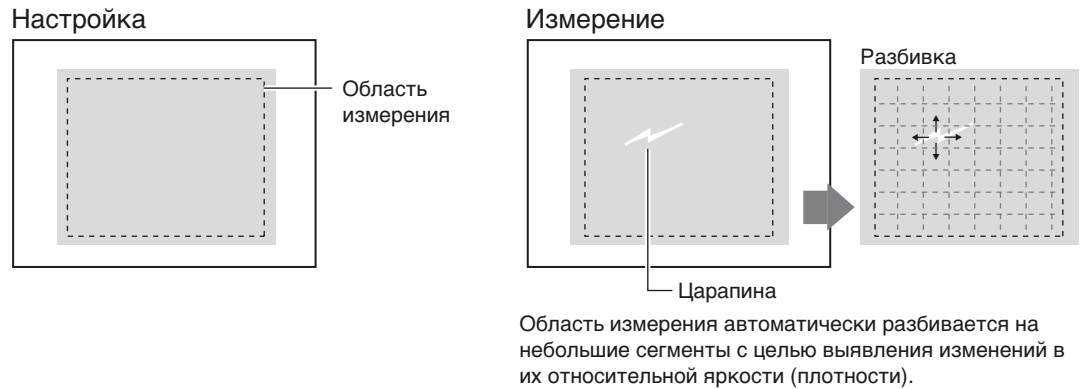 Настройка
Область
измерения
Измерение
Разбивка
Царапина
Область измерения автоматически разбивается на
небольшие сегменты с целью выявления изменений в
их относительной яркости (плотности).